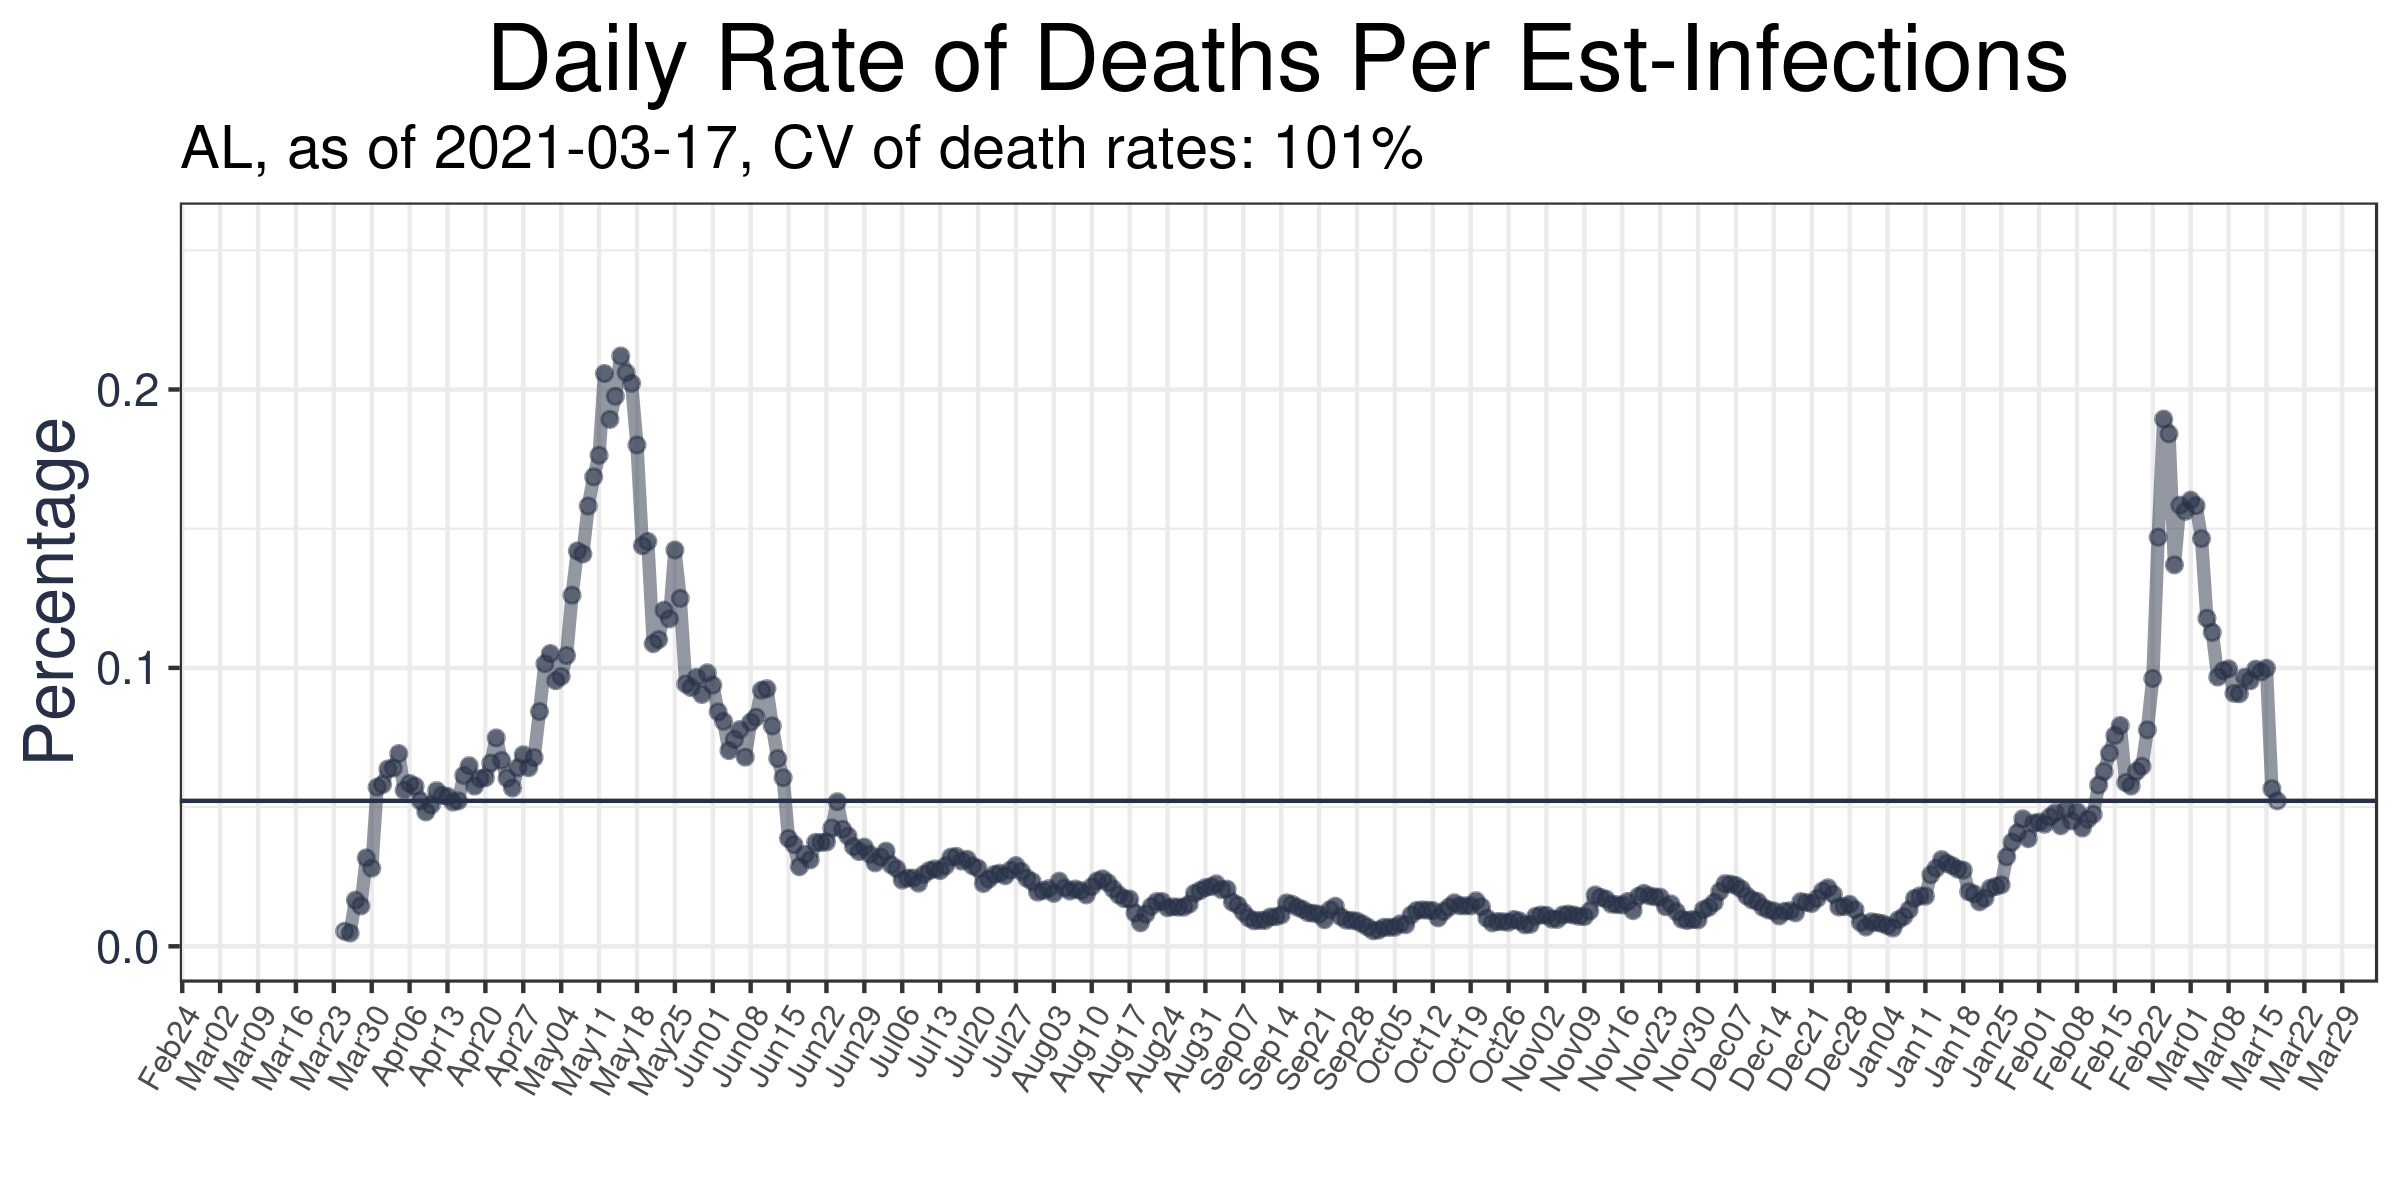 Daily Rate of Deaths Per Est-Infections
AL, as of 2021-03-17, CV of death rates: 101%
Percentage
0.2
0.1
0.0
Feb24
Mar02
Mar09
Mar16
Mar23
Mar30
Apr06
Apr13
Apr20
Apr27
May04
May11
May18
May25
Jun01
Jun08
Jun15
Jun22
Jun29
Jul06
Jul13
Jul20
Jul27
Aug03
Aug10
Aug17
Aug24
Aug31
Sep07
Sep14
Sep21
Sep28
Oct05
Oct12
Oct19
Oct26
Nov02
Nov09
Nov16
Nov23
Nov30
Dec07
Dec14
Dec21
Dec28
Jan04
Jan11
Jan18
Jan25
Feb01
Feb08
Feb15
Feb22
Mar01
Mar08
Mar15
Mar22
Mar29